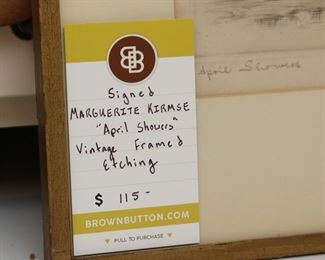 BB
Signed
MARGUERITE KIRMSE
"April Showers"
Vintage Framed
Etching
$ 115-
BROWNBUTTON.COM
▼ PULL TO PURCHASE ▼
April Showers